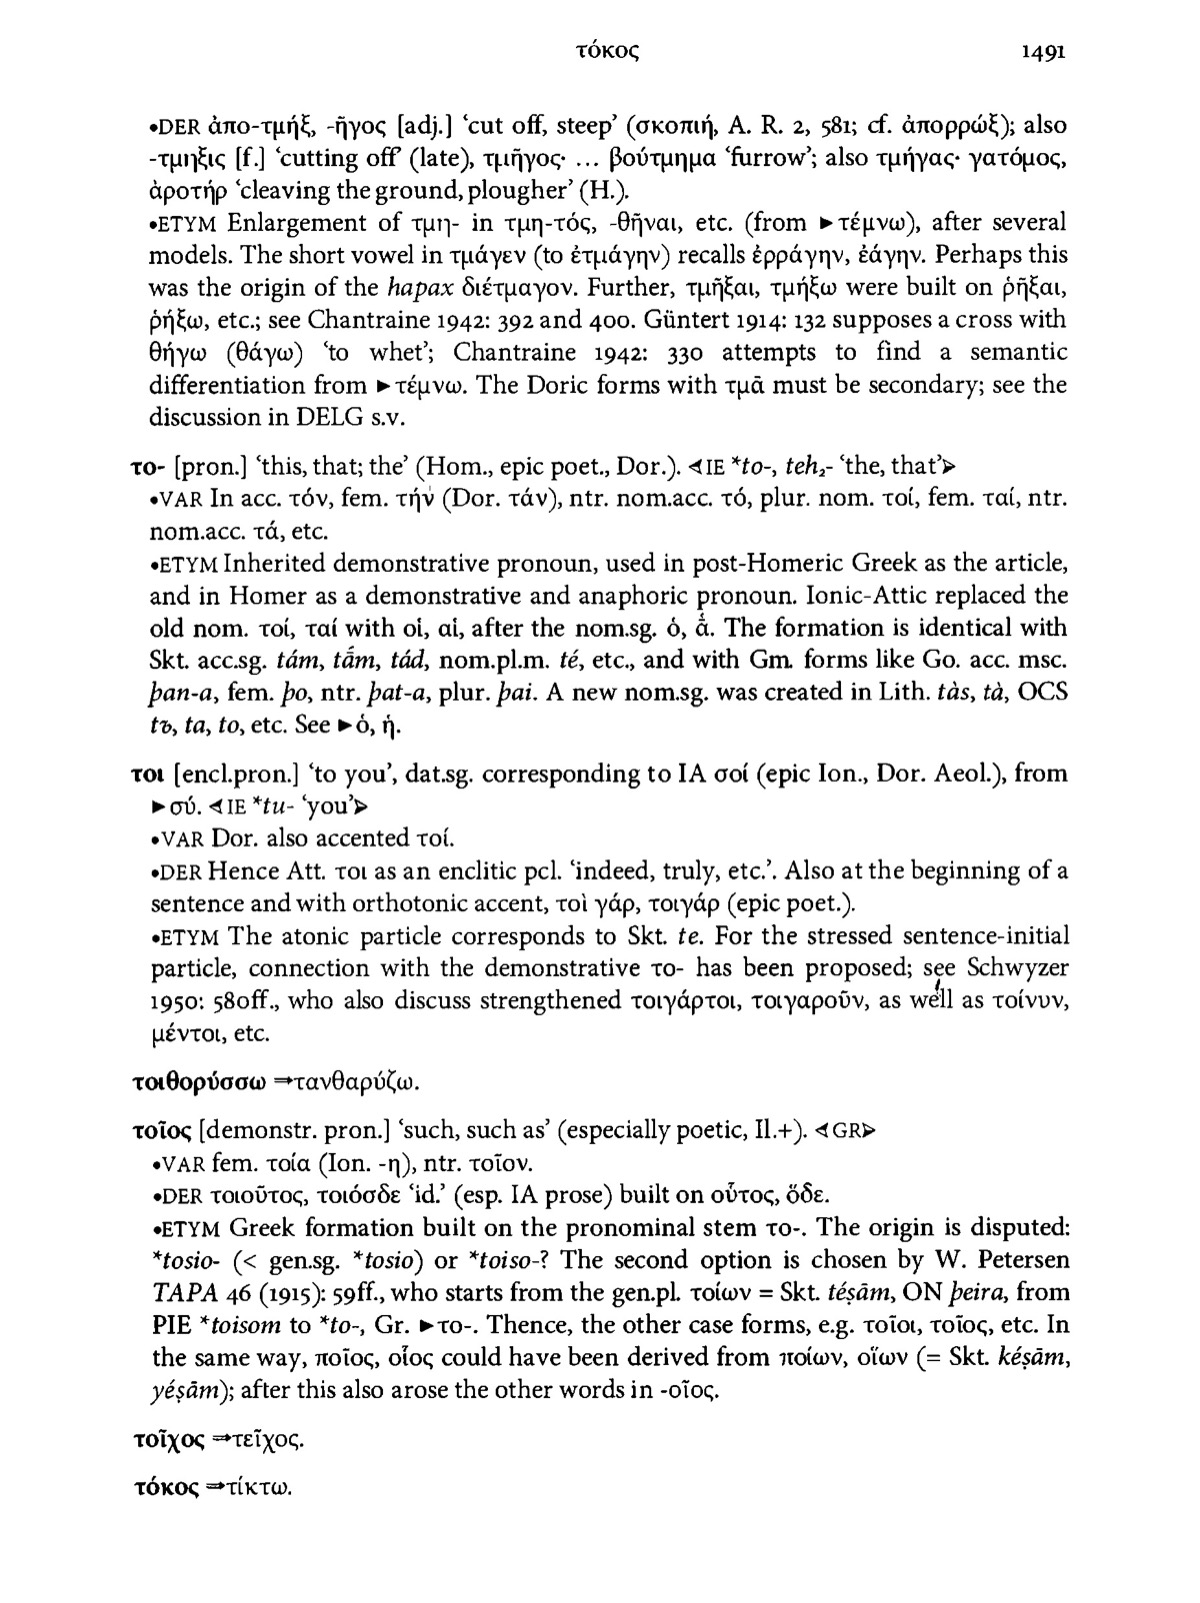 τόκος 1491
•DER ἀπο-τμήξ, -ῆγος [adj.] ‘cut off, steep’ (σκοπιή, A. R. 2, 581; cf. ἀπορρώξ); also
-τμηξις [f.] ‘cutting off’ (late), τμῆγος· ... βούτμημα ‘furrow’; also τμήγας· γατόμος,
ἀροτήρ ‘cleaving the ground, plougher’ (H.).
•ETYM Enlargement of τμη- in τμη-τός, -θῆναι, etc. (from ►τέμνω), after several
models. The short vowel in τμάγεν (to ἐτμάγην) recalls ἐρράγην, ἐάγην. Perhaps this
was the origin of the hapax διέτμαγον. Further, τμῆξαι, τμήξω were built on ῥῆξαι,
ῥήξω, etc.; see Chantraine 1942: 392 and 400. Güntert 1914: 132 supposes a cross with
θήγω (θάγω) ‘to whet’; Chantraine 1942: 330 attempts to find a semantic
differentiation from ►τέμνω. The Doric forms with τμᾱ must be secondary; see the
discussion in DELG s.v.
το- [pron.] ‘this, that; the’ (Hom., epic poet., Dor.). ⊲IE *to-, teh₂- ‘the, that’⊳
•VAR In acc. τόν, fem. τήν (Dor. τάν), ntr. nom.acc. τό, plur. nom. τοί, fem. ταί, ntr.
nom.acc. τά, etc.
•ETYM Inherited demonstrative pronoun, used in post-Homeric Greek as the article,
and in Homer as a demonstrative and anaphoric pronoun. Ionic-Attic replaced the
old nom. τοί, ταί with οἱ, αἱ, after the nom.sg. ὁ, ἅ̄. The formation is identical with
Skt. acc.sg. tám, tā́m, tád, nom.pl.m. té, etc., and with Gm. forms like Go. acc. msc.
þan-a, fem. þo, ntr. þat-a, plur. þai. A new nom.sg. was created in Lith. tàs, tà, OCS
tъ, ta, to, etc. See ►ὁ, ἡ.
τοι [encl.pron.] ‘to you’, dat.sg. corresponding to IA σοί (epic Ion., Dor. Aeol.), from
►σύ. ⊲IE *tu- ‘you’⊳
•VAR Dor. also accented τοί.
•DER Hence Att. τοι as an enclitic pcl. ‘indeed, truly, etc.’. Also at the beginning of a
sentence and with orthotonic accent, τοὶ γάρ, τοιγάρ (epic poet.).
•ETYM The atonic particle corresponds to Skt. te. For the stressed sentence-initial
particle, connection with the demonstrative το- has been proposed; see Schwyzer
1950: 580ff., who also discuss strengthened τοιγάρτοι, τοιγαροῦν, as well as τοίνυν,
μέντοι, etc.
τοιθορύσσω ⇒τανθαρύζω.
τοῖος [demonstr. pron.] ‘such, such as’ (especially poetic, Il.+). ⊲GR⊳
•VAR fem. τοία (Ion. -η), ntr. τοῖον.
•DER τοιοῦτος, τοιόσδε ‘id.’ (esp. IA prose) built on οὗτος, ὅδε.
•ETYM Greek formation built on the pronominal stem το-. The origin is disputed:
*tosio- (< gen.sg. *tosio) or *toiso-? The second option is chosen by W. Petersen
TAPA 46 (1915): 59ff., who starts from the gen.pl. τοίων = Skt. téṣām, ON þeira, from
PIE *toisom to *to-, Gr. ►το-. Thence, the other case forms, e.g. τοῖοι, τοῖος, etc. In
the same way, ποῖος, οἷος could have been derived from ποίων, οἵων (= Skt. kéṣām,
yéṣām); after this also arose the other words in -οῖος.
τοῖχος ⇒τεῖχος.
τόκος ⇒τίκτω.